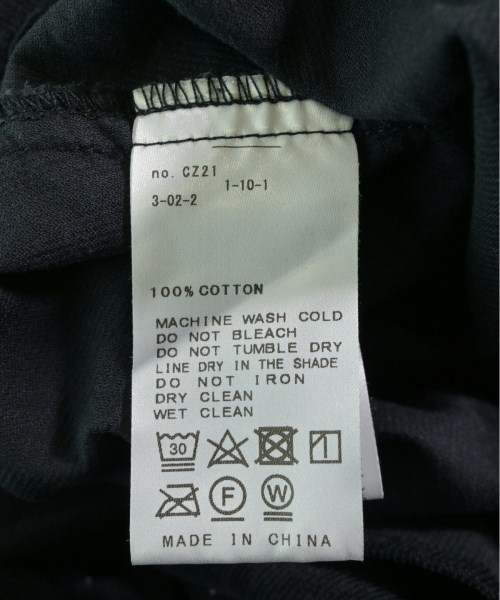 no. CZ21
1-10-1
3-02-2
100% COTTON
MACHINE WASH COLD
DO NOT BLEACH
DO NOT TUMBLE DRY
LINE DRY IN THE SHADE
DO NOT IRON
DRY CLEAN
WET CLEAN
30
F W
MADE IN CHINA